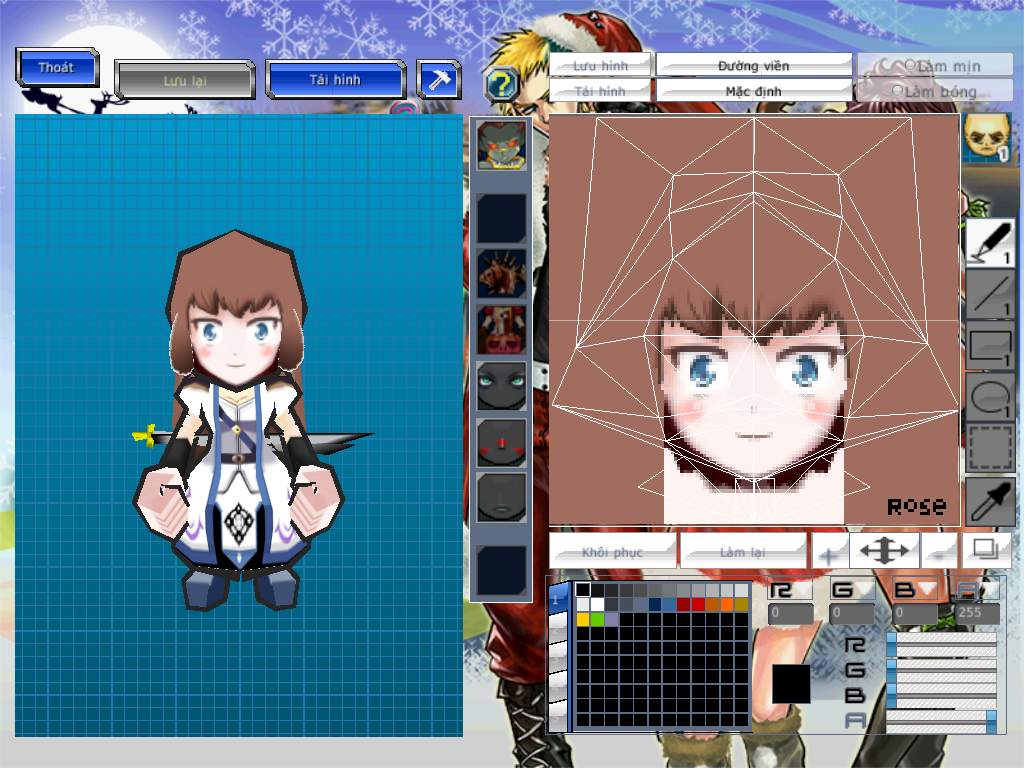 Thoát
Lưu lại
Tải hình
?
Lưu hình
Đường viền
Làm mịn
Tải hình
Mặc định
Làm bóng
1
1
1
1
1
Rose
Khôi phục
Làm lại
+
-
1
R G B A
0 0 0 255
R
G
B
A